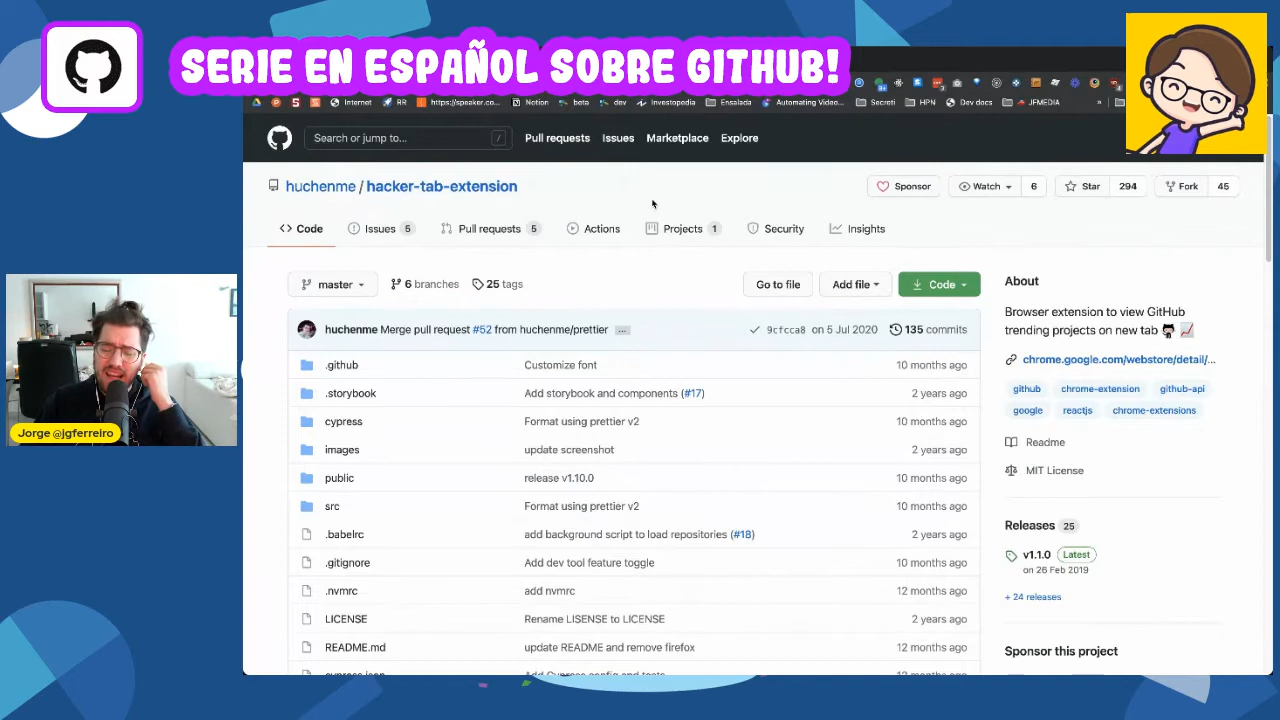 SERIE EN ESPAÑOL SOBRE GITHUB!
Internet
RR
https://speaker.co...
Notion
beta
dev
Investopedia
Ensalada
Automating Video...
Secreti
HPN
Dev docs
JFMEDIA
»
Search or jump to...
/
Pull requests
Issues
Marketplace
Explore
huchenme / hacker-tab-extension
Sponsor
Watch
6
Star
294
Fork
45
Code
Issues 5
Pull requests 5
Actions
Projects 1
Security
Insights
master
6 branches
25 tags
Go to file
Add file
Code
huchenme Merge pull request #52 from huchenme/prettier ...
9cfcca8 on 5 Jul 2020
135 commits
.github Customize font 10 months ago
.storybook Add storybook and components (#17) 2 years ago
cypress Format using prettier v2 10 months ago
images update screenshot 2 years ago
public release v1.10.0 10 months ago
src Format using prettier v2 10 months ago
.babelrc add background script to load repositories (#18) 2 years ago
.gitignore Add dev tool feature toggle 10 months ago
.nvmrc add nvmrc 12 months ago
LICENSE Rename LISENSE to LICENSE 2 years ago
README.md update README and remove firefox 12 months ago
About
Browser extension to view GitHub
trending projects on new tab
chrome.google.com/webstore/detail/...
github chrome-extension github-api
google reactjs chrome-extensions
Readme
MIT License
Releases 25
v1.1.0 Latest
on 26 Feb 2019
+ 24 releases
Sponsor this project
Jorge @jgferreiro